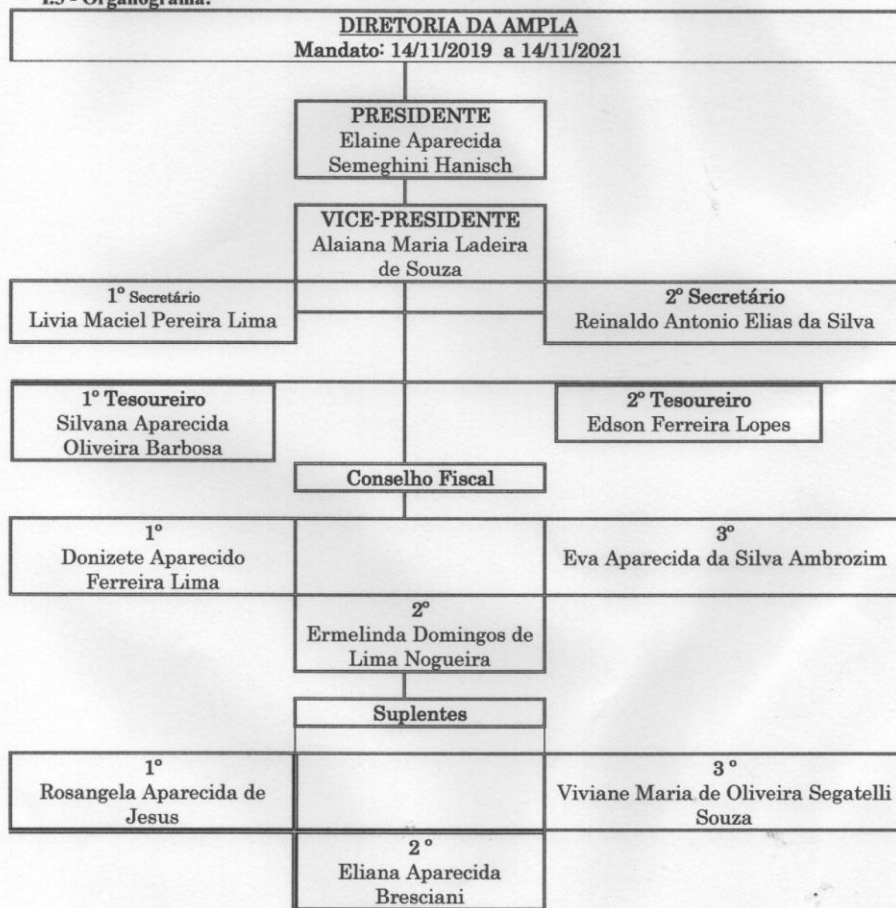 1.3 - Organograma:
DIRETORIA DA AMPLA
Mandato: 14/11/2019 a 14/11/2021
PRESIDENTE
Elaine Aparecida
Semeghini Hanisch
VICE-PRESIDENTE
Alaiana Maria Ladeira
de Souza
1º Secretário
Livia Maciel Pereira Lima
2º Secretário
Reinaldo Antonio Elias da Silva
1º Tesoureiro
Silvana Aparecida
Oliveira Barbosa
2º Tesoureiro
Edson Ferreira Lopes
Conselho Fiscal
1º
Donizete Aparecido
Ferreira Lima
3º
Eva Aparecida da Silva Ambrozim
2º
Ermelinda Domingos de
Lima Nogueira
Suplentes
1º
Rosangela Aparecida de
Jesus
3 º
Viviane Maria de Oliveira Segatelli
Souza
2 º
Eliana Aparecida
Bresciani